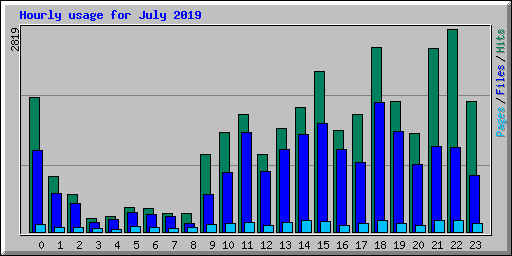 Hourly usage for July 2019
2819
Pages / Files / Hits
0 1 2 3 4 5 6 7 8 9 10 11 12 13 14 15 16 17 18 19 20 21 22 23